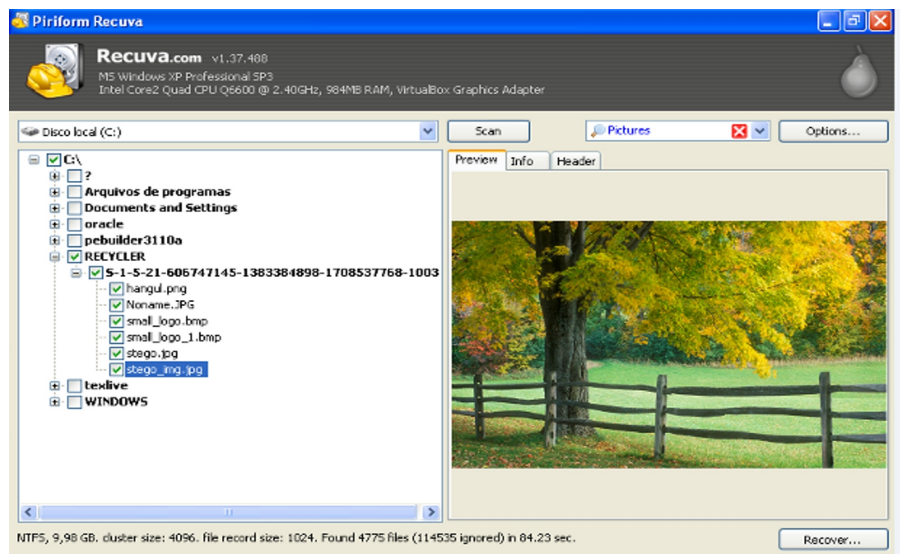 Piriform Recuva
Recuva.com v1.37.488
MS Windows XP Professional SP3
Intel Core2 Quad CPU Q6600 @ 2.40GHz, 984MB RAM, VirtualBox Graphics Adapter
Disco local (C:)
Scan
Pictures
Options...
C:\
?
Arquivos de programas
Documents and Settings
oracle
pebuilder3110a
RECYCLER
S-1-5-21-606747145-1383384898-1708537768-1003
hangul.png
Noname.JPG
small_logo.bmp
small_logo_1.bmp
stego.jpg
stego_img.jpg
texlive
WINDOWS
Preview Info Header
NTFS, 9,98 GB. cluster size: 4096. file record size: 1024. Found 4775 files (114535 ignored) in 84.23 sec.
Recover...